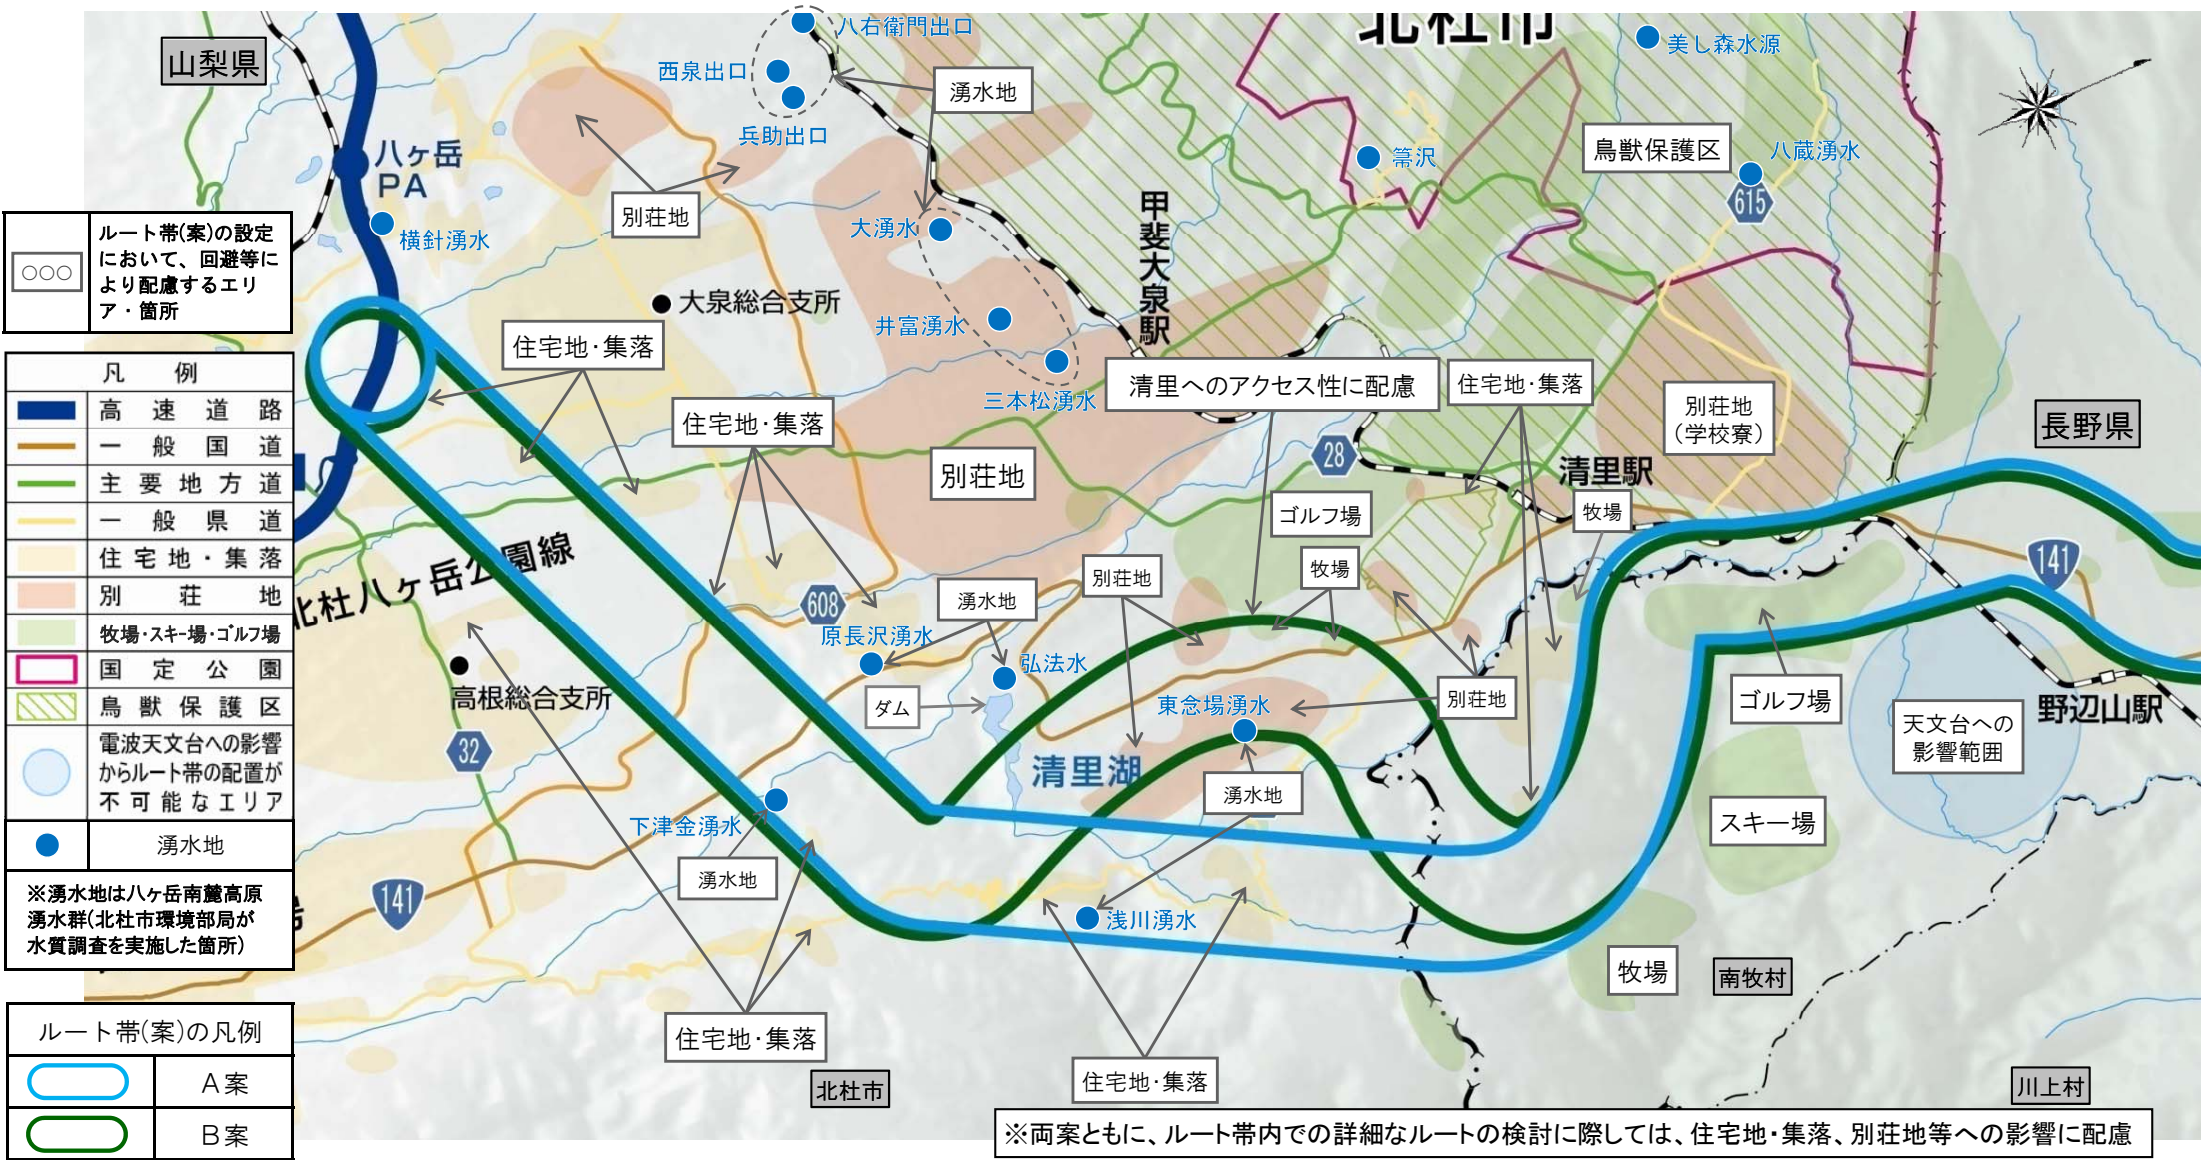 山梨県
八右衛門出口
西泉出口
兵助出口
湧水地
北杜市
美し森水源
鳥獣保護区
八蔵湧水
615
箒沢
八ヶ岳
PA
横針湧水
別荘地
大湧水
甲斐大泉駅
大泉総合支所
井富湧水
三本松湧水
住宅地・集落
住宅地・集落
清里へのアクセス性に配慮
住宅地・集落
別荘地
(学校寮)
長野県
別荘地
28
清里駅
ゴルフ場
牧場
141
北杜八ヶ岳公園線
608
原長沢湧水
湧水地
弘法水
別荘地
牧場
ダム
高根総合支所
32
清里湖
東念場湧水
別荘地
湧水地
ゴルフ場
天文台への
影響範囲
野辺山駅
スキー場
下津金湧水
湧水地
141
浅川湧水
牧場
南牧村
住宅地・集落
住宅地・集落
北杜市
川上村
※両案ともに、ルート帯内での詳細なルートの検討に際しては、住宅地・集落、別荘地等への影響に配慮
○○○
ルート帯(案)の設定
において、回避等に
より配慮するエリ
ア・箇所
凡例
高速道路
一般国道
主要地方道
一般県道
住宅地・集落
別荘地
牧場・スキー場・ゴルフ場
国定公園
鳥獣保護区
電波天文台への影響
からルート帯の配置が
不可能なエリア
湧水地
※湧水地は八ヶ岳南麓高原
湧水群(北杜市環境部局が
水質調査を実施した箇所)
ルート帯(案)の凡例
A案
B案